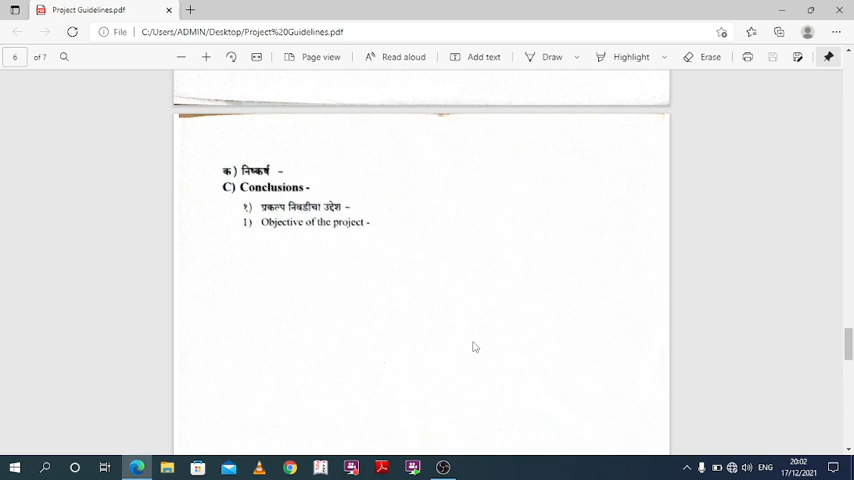 Project Guidelines.pdf
File
C:/Users/ADMIN/Desktop/Project%20Guidelines.pdf
6 of 7
Page view
Read aloud
Add text
Draw
Highlight
Erase
क) निष्कर्ष -
C) Conclusions -
१) प्रकल्प निवडीचा उद्देश -
1) Objective of the project -
ENG
20:02
17/12/2021